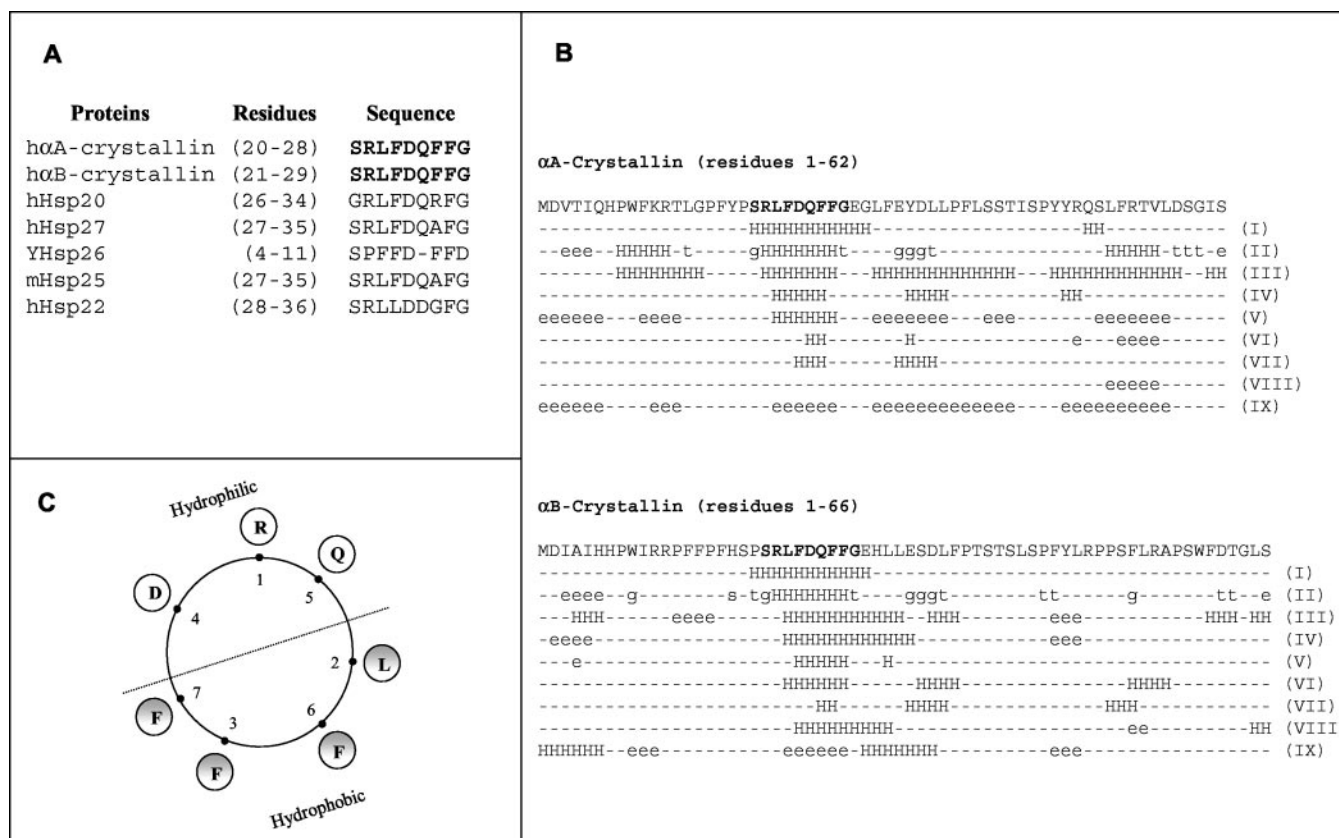 A
Proteins Residues Sequence
hαA-crystallin (20-28) SRLFDQFFG
hαB-crystallin (21-29) SRLFDQFFG
hHsp20 (26-34) GRLFDQRFG
hHsp27 (27-35) SRLFDQAFG
YHsp26 (4-11) SPFFD-FFD
mHsp25 (27-35) SRLFDQAFG
hHsp22 (28-36) SRLLDDGFG
B
αA-Crystallin (residues 1-62)
MDVTIQHPWFKRTLGPFYPSRLFDQFFGEGLFEYDLLPFLSSTISPYYRQSLFRTVLDSGIS
-------------------HHHHHHHHHHH-------------------HH----------- (I)
--eee--HHHHH-t-----gHHHHHHHt----gggt---------------HHHHH-ttt-e (II)
-------HHHHHHHH-----HHHHHHH---HHHHHHHHHHHHH---HHHHHHHHHHHH--HH (III)
---------------------HHHHH-------HHHH----------HH------------- (IV)
eeeeee---eeee--------HHHHHH---eeeeeee---eee-------eeeeeee----- (V)
------------------------HH-------H--------------e---eeee------ (VI)
-----------------------HHH------HHHH-------------------------- (VII)
---------------------------------------------------eeeee------ (VIII)
eeeeee----eee--------eeeeee---eeeeeeeeeeeee----eeeeeeeeee----- (IX)
αB-Crystallin (residues 1-66)
MDIAIHHPWIRRPFFPFHSPSRLFDQFFGEHLLESDLFPTSTSLSPFYLRPPSFLRAPSWFDTGLS
-------------------HHHHHHHHHHH------------------------------------ (I)
--eeee--g--------s-tgHHHHHHHt----gggt--------tt------g-------tt--e (II)
---HHH------eeee------HHHHHHHHHHH--HHH--------eee-----------HHH-HH (III)
-eeee-----------------HHHHHHHHHHHH------------eee----------------- (IV)
---e-------------------HHHHH---H---------------------------------- (V)
----------------------HHHHHH------HHHH---------------HHHH--------- (VI)
-------------------------HH------HHHH--------------HHH------------ (VII)
-----------------------HHHHHHHHH---------------------ee---------HH (VIII
HHHHHH--eee-----------eeeeee-HHHHHHH----------eee----------------- (IX)
C
Hydrophilic
R
Q
D
1
5
4
2
L
7
F
3
6
F
F
Hydrophobic